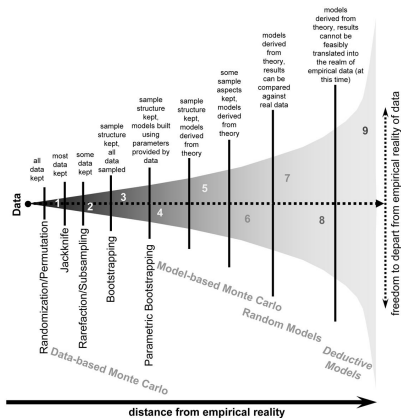 all
data
kept
most
data
kept
some
data
kept
sample
structure
kept,
all
data
sampled
sample
structure
kept,
models built
using
parameters
provided by
data
sample
structure
kept,
models
derived
from
theory
some
sample
aspects
kept,
models
derived
from
theory
models
derived
from
theory,
results
can be
compared
against
real data
models
derived from
theory, results
cannot be
feasibly
translated into
the realm of
empirical data (at
this time)
Data
1
2
3
4
5
6
7
8
9
freedom to depart from empirical reality of data
Randomization/Permutation
Jackknife
Rarefaction/Subsampling
Bootstrapping
Parametric Bootstrapping
Data-based Monte Carlo
Model-based Monte Carlo
Random Models
Deductive
Models
distance from empirical reality